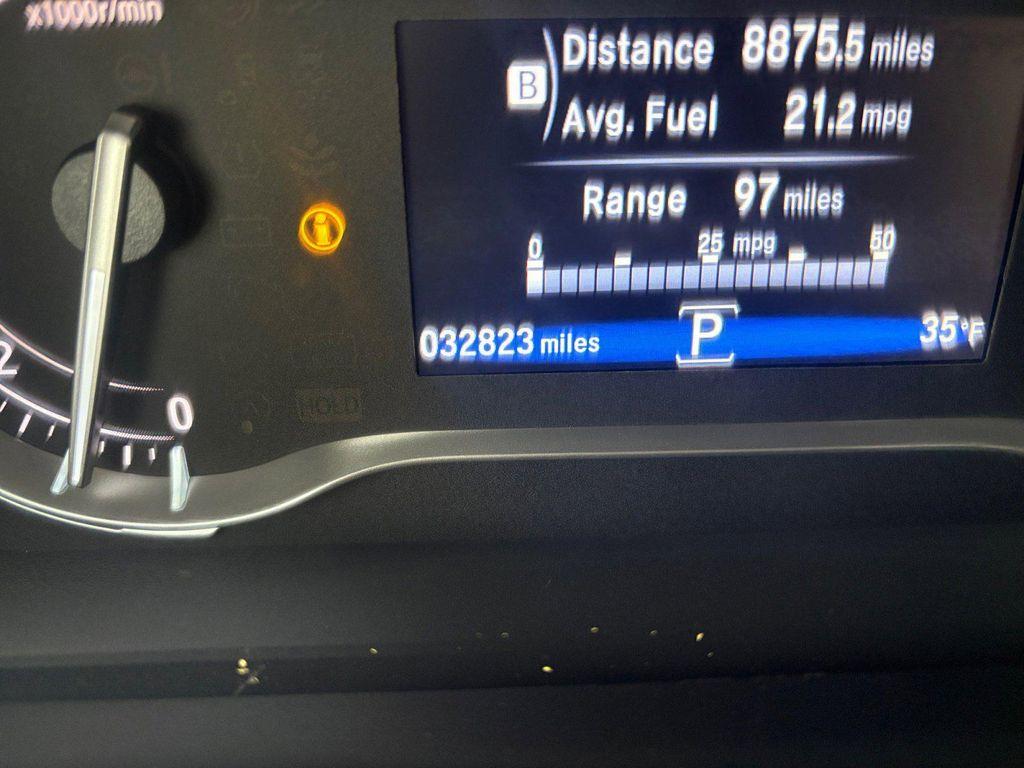 x1000r/min
B
Distance 8875.5 miles
Avg. Fuel 21.2 mpg
Range 97 miles
0 25 mpg 50
032823 miles P 35°F
2
0
HOLD